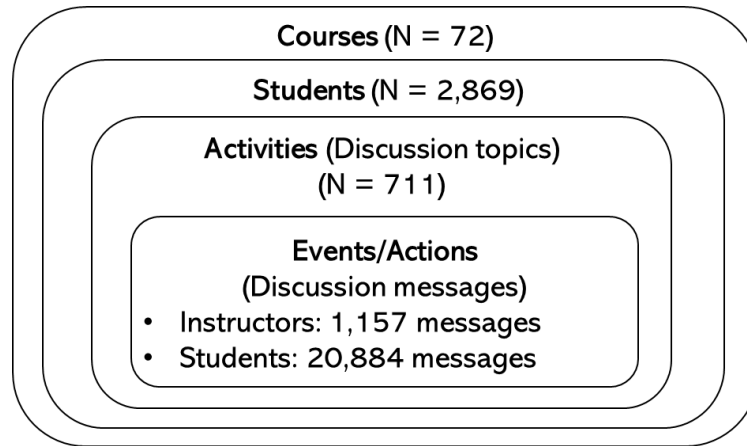 Courses (N = 72)
Students (N = 2,869)
Activities (Discussion topics)
(N = 711)
Events/Actions
(Discussion messages)
• Instructors: 1,157 messages
• Students: 20,884 messages